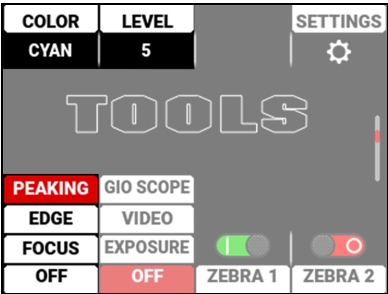 COLOR LEVEL SETTINGS
CYAN 5
TOOLS
PEAKING GIO SCOPE
EDGE VIDEO
FOCUS EXPOSURE
OFF OFF ZEBRA 1 ZEBRA 2